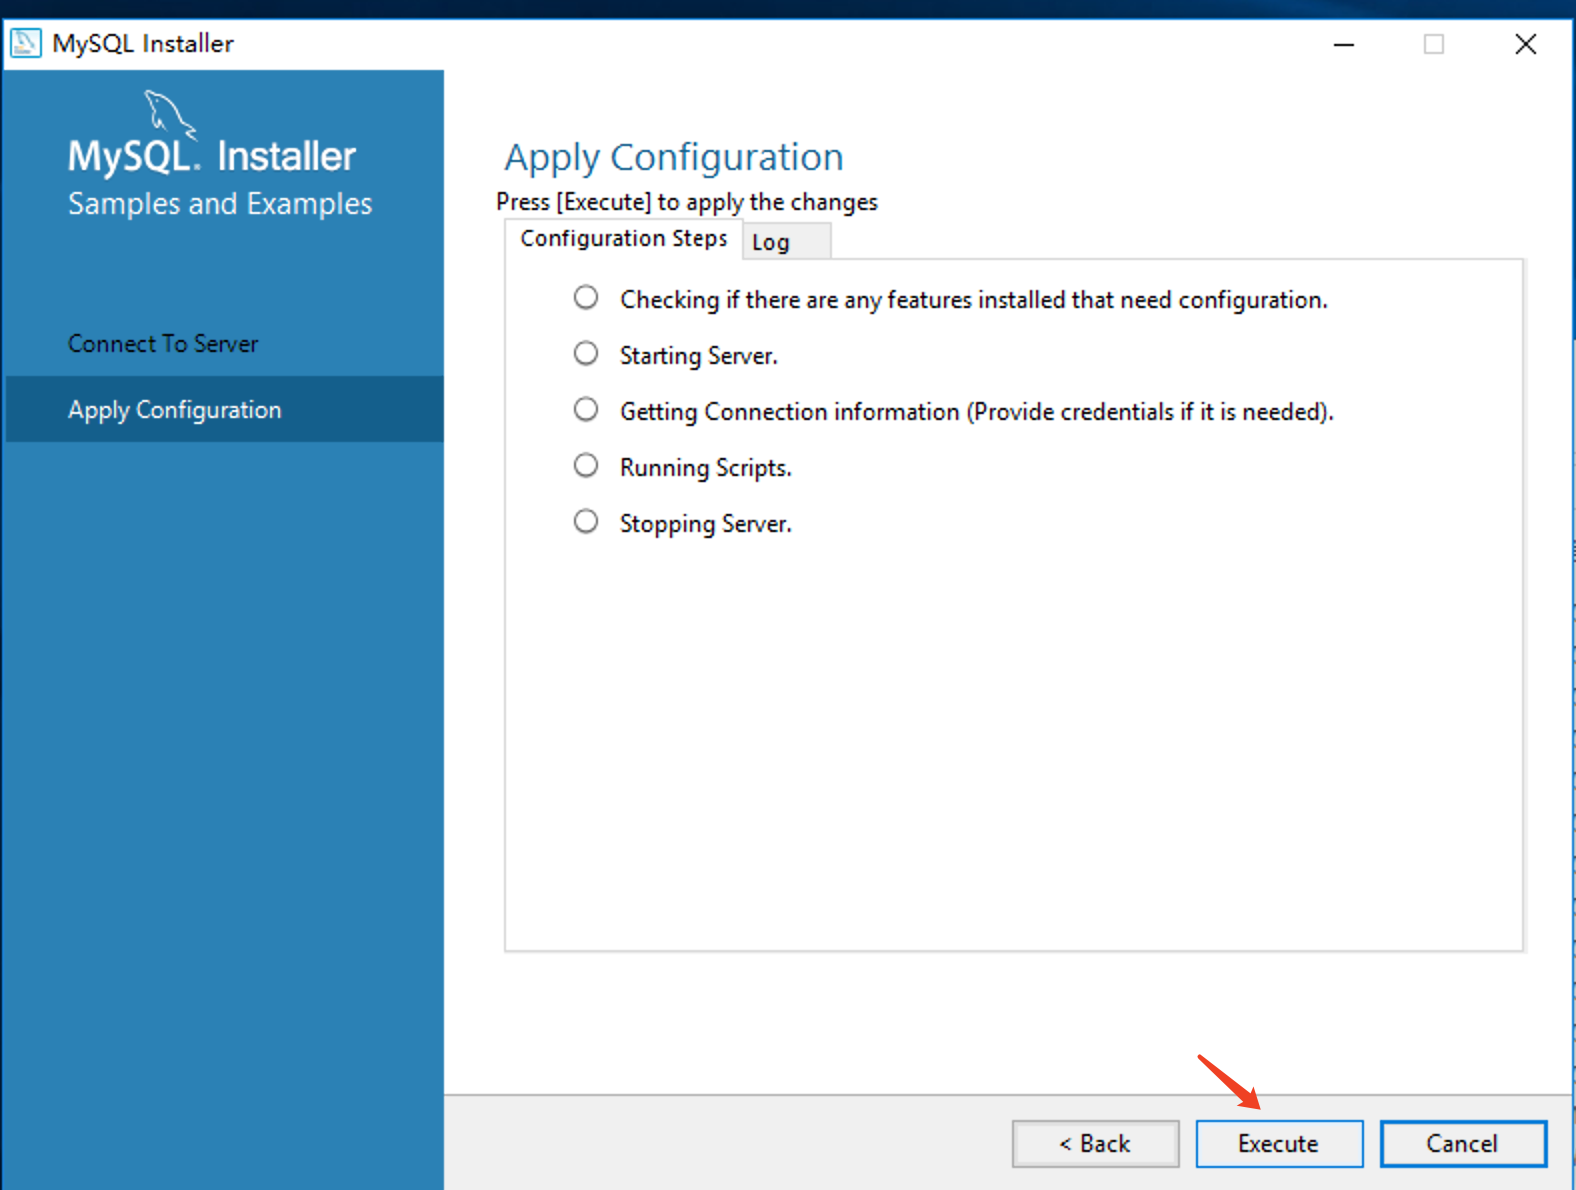 MySQL Installer
MySQL. Installer
Samples and Examples
Connect To Server
Apply Configuration
Apply Configuration
Press [Execute] to apply the changes
Configuration Steps
Log
Checking if there are any features installed that need configuration.
Starting Server.
Getting Connection information (Provide credentials if it is needed).
Running Scripts.
Stopping Server.
< Back
Execute
Cancel